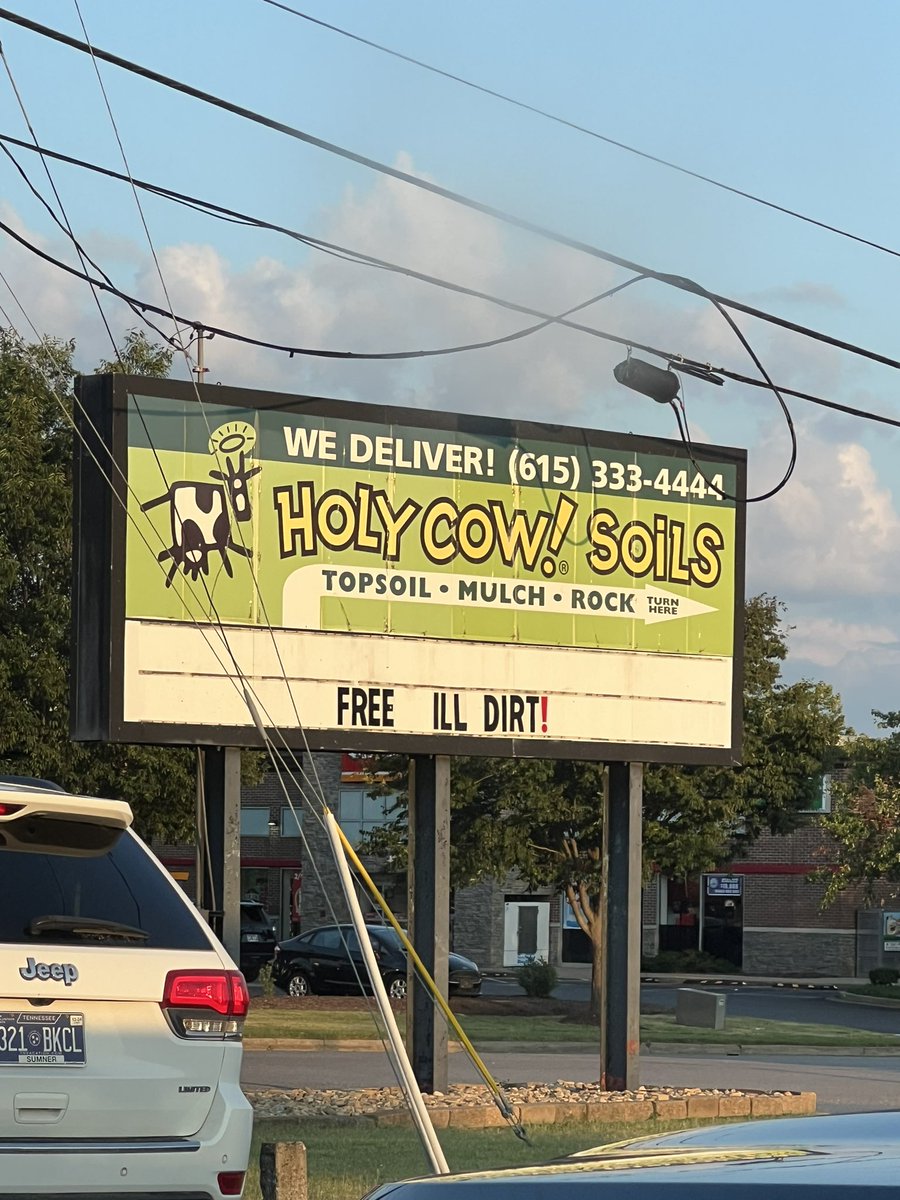 WE DELIVER! (615) 333-4444
HOLY COW! SOiLS®
TOPSOIL • MULCH • ROCK TURN HERE
FREE ILL DIRT!
Jeep
TENNESSEE
321 BKCL
SUMNER
LIMITED